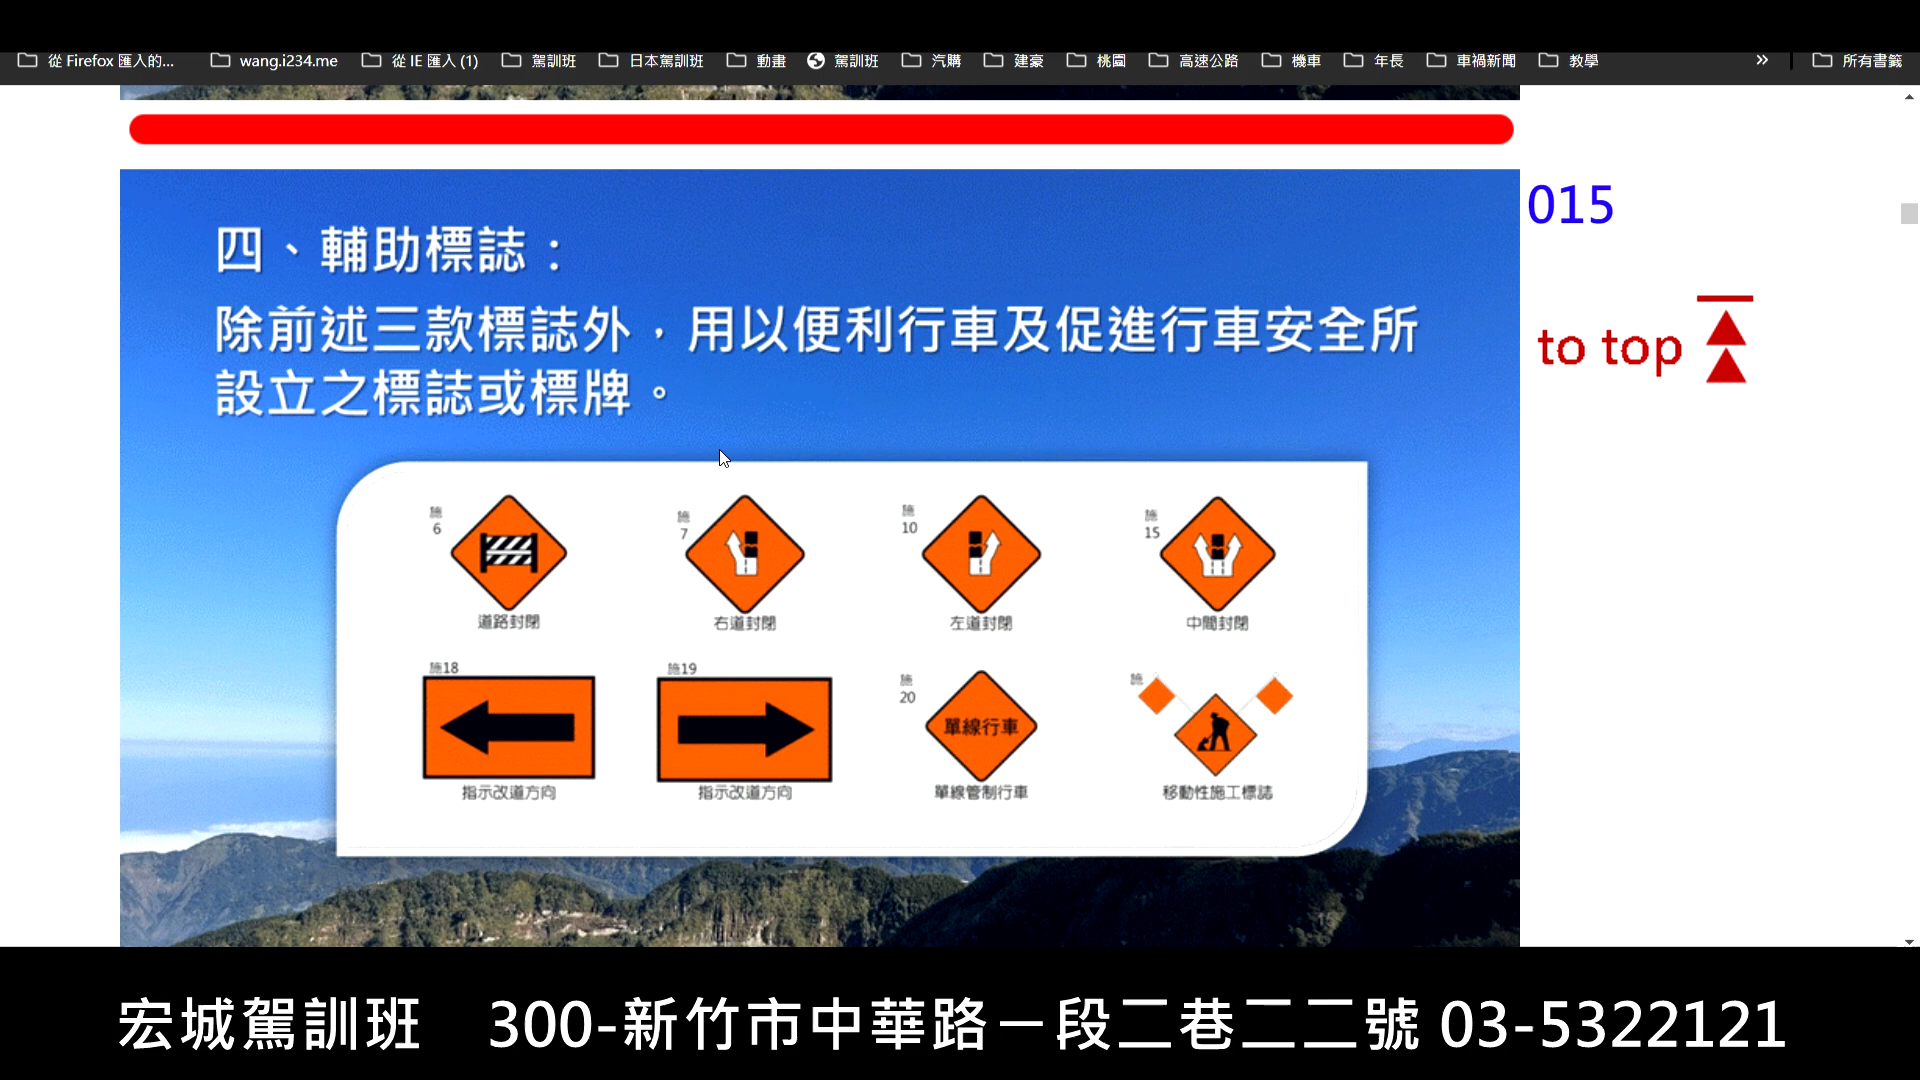 從 Firefox 匯入的... wang.i234.me 從 IE 匯入 (1) 駕訓班 日本駕訓班 動畫 駕訓班 汽購 建豪 桃園 高速公路 機車 年長 車禍新聞 教學 » 所有書籤
015
to top
四、輔助標誌：
除前述三款標誌外，用以便利行車及促進行車安全所
設立之標誌或標牌。
施6
道路封閉
施7
右道封閉
施10
左道封閉
施15
中間封閉
施18
指示改道方向
施19
指示改道方向
施20
單線行車
單線管制行車
施
移動性施工標誌
15
宏城駕訓班 300-新竹市中華路一段二巷二二號 03-5322121